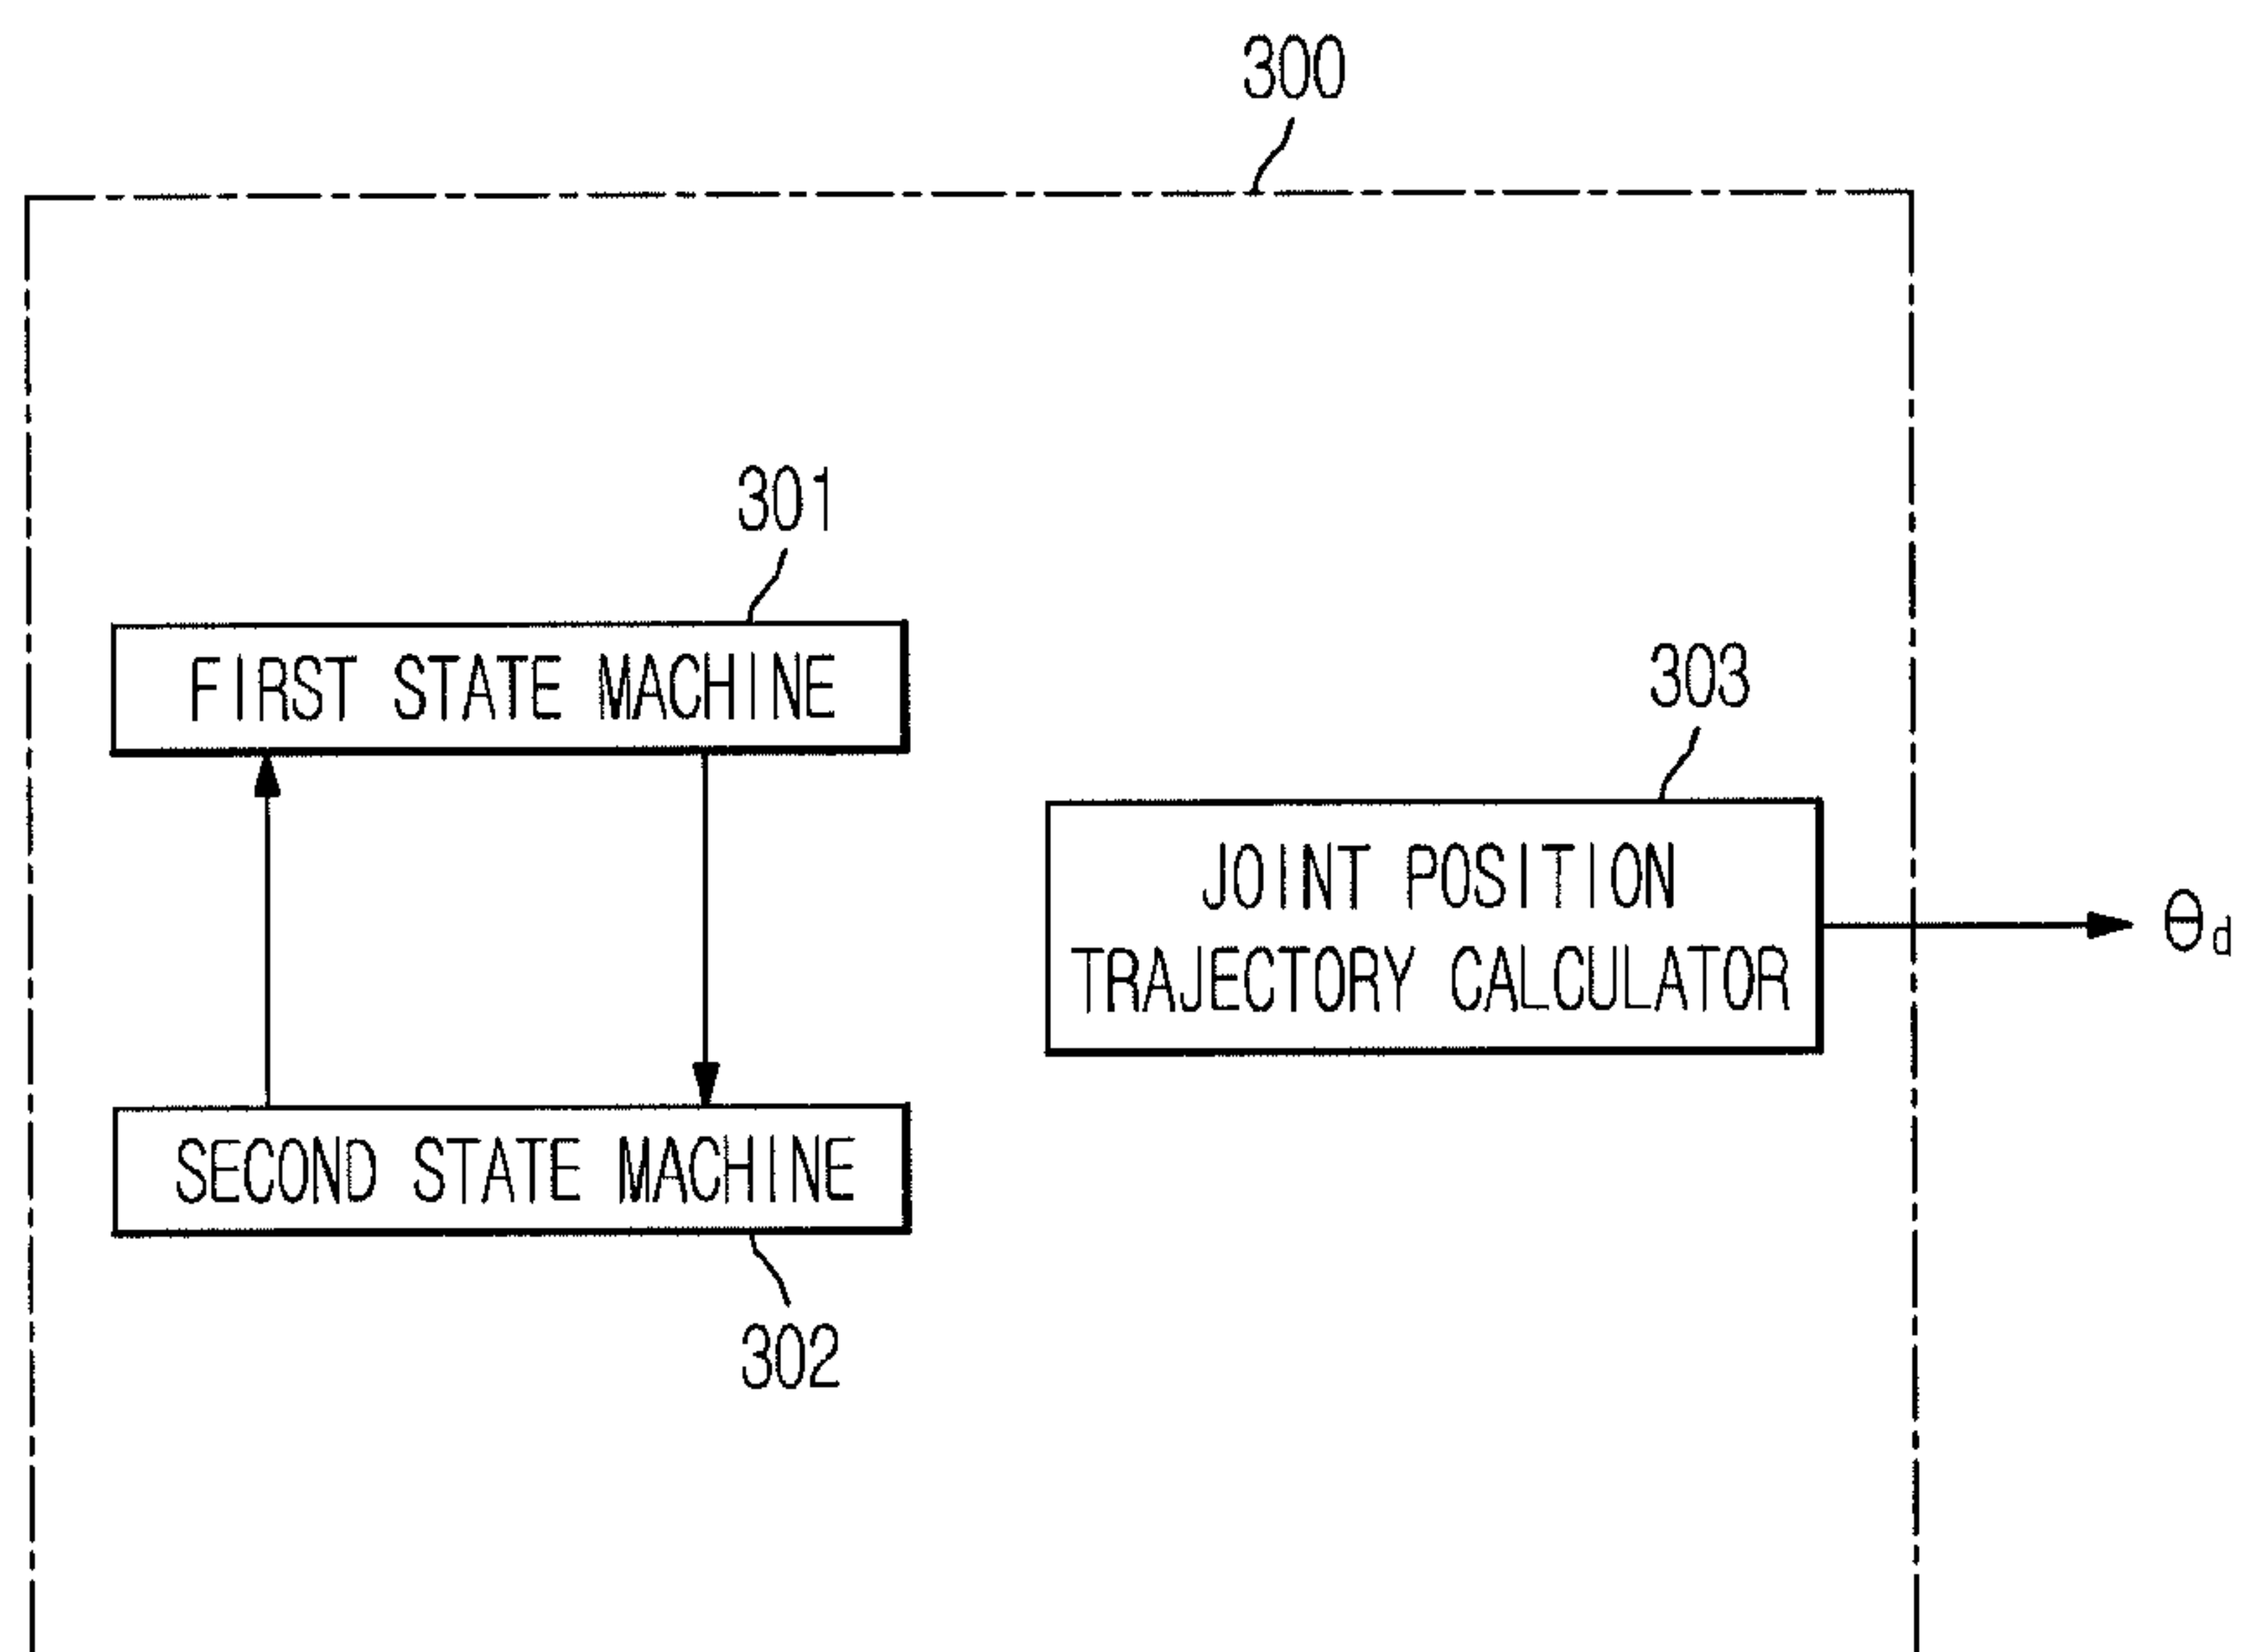 300
301
FIRST STATE MACHINE
303
JOINT POSITION
TRAJECTORY CALCULATOR
θd
SECOND STATE MACHINE
302